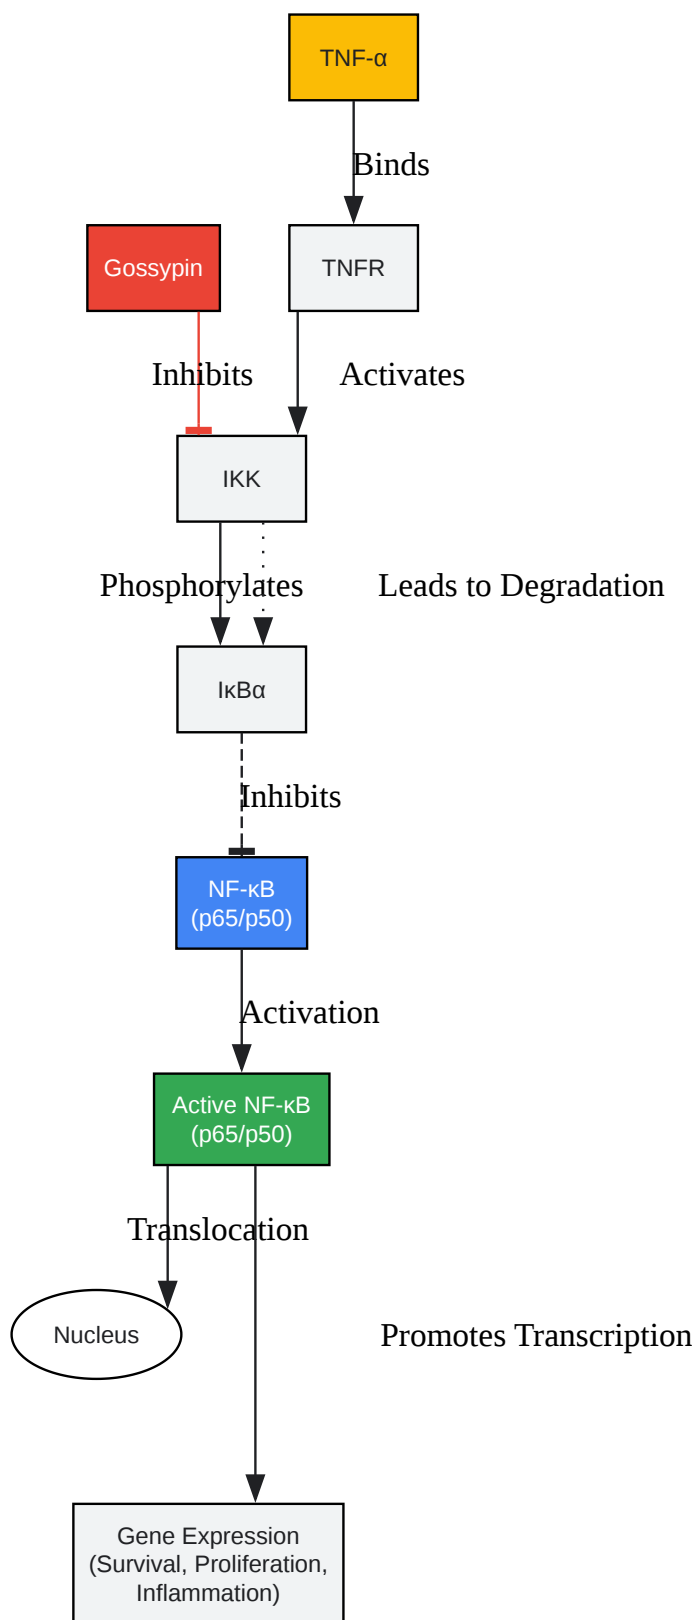 TNF-α
Binds
Gossypin
TNFR
Inhibits
Activates
IKK
Phosphorylates
Leads to Degradation
IκBα
Inhibits
NF-κB
(p65/p50)
Activation
Active NF-κB
(p65/p50)
Translocation
Nucleus
Promotes Transcription
Gene Expression
(Survival, Proliferation,
Inflammation)